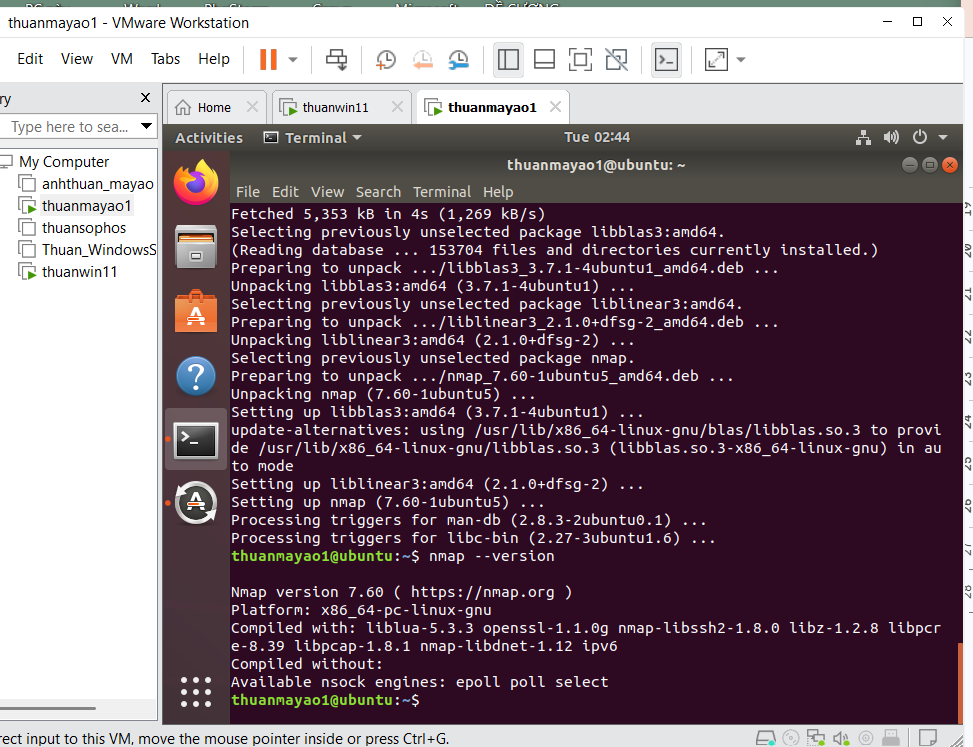 thuanmayao1 - VMware Workstation
Edit View VM Tabs Help
ry
Type here to sea...
My Computer
anhthuan_mayao
thuanmayao1
thuansophos
Thuan_WindowsS
thuanwin11
Home thuanwin11 thuanmayao1
Activities Terminal Tue 02:44
thuanmayao1@ubuntu: ~
File Edit View Search Terminal Help
Fetched 5,353 kB in 4s (1,269 kB/s)
Selecting previously unselected package libblas3:amd64.
(Reading database ... 153704 files and directories currently installed.)
Preparing to unpack .../libblas3_3.7.1-4ubuntu1_amd64.deb ...
Unpacking libblas3:amd64 (3.7.1-4ubuntu1) ...
Selecting previously unselected package liblinear3:amd64.
Preparing to unpack .../liblinear3_2.1.0+dfsg-2_amd64.deb ...
Unpacking liblinear3:amd64 (2.1.0+dfsg-2) ...
Selecting previously unselected package nmap.
Preparing to unpack .../nmap_7.60-1ubuntu5_amd64.deb ...
Unpacking nmap (7.60-1ubuntu5) ...
Setting up libblas3:amd64 (3.7.1-4ubuntu1) ...
update-alternatives: using /usr/lib/x86_64-linux-gnu/blas/libblas.so.3 to provi
de /usr/lib/x86_64-linux-gnu/libblas.so.3 (libblas.so.3-x86_64-linux-gnu) in au
to mode
Setting up liblinear3:amd64 (2.1.0+dfsg-2) ...
Setting up nmap (7.60-1ubuntu5) ...
Processing triggers for man-db (2.8.3-2ubuntu0.1) ...
Processing triggers for libc-bin (2.27-3ubuntu1.6) ...
thuanmayao1@ubuntu:~$ nmap --version
Nmap version 7.60 ( https://nmap.org )
Platform: x86_64-pc-linux-gnu
Compiled with: liblua-5.3.3 openssl-1.1.0g nmap-libssh2-1.8.0 libz-1.2.8 libpcr
e-8.39 libpcap-1.8.1 nmap-libdnet-1.12 ipv6
Compiled without:
Available nsock engines: epoll poll select
thuanmayao1@ubuntu:~$
rect input to this VM, move the mouse pointer inside or press Ctrl+G.